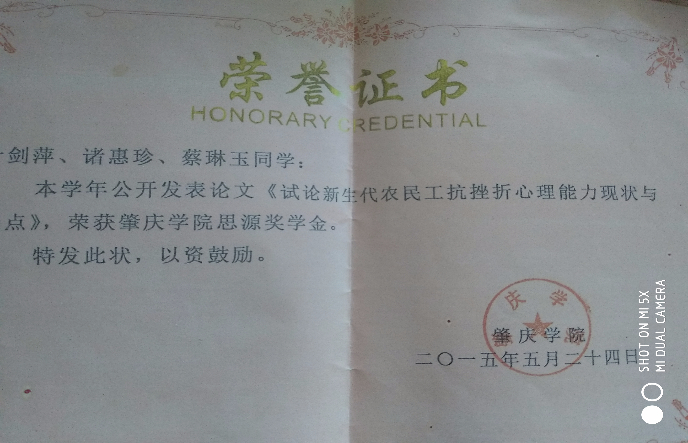 荣誉证书
HONORARY CREDENTIAL
剑萍、诸惠珍、蔡琳玉同学：
本学年公开发表论文《试论新生代农民工抗挫折心理能力现状与
点》，荣获肇庆学院思源奖学金。
特发此状，以资鼓励。
庆学
肇庆学院
二〇一五年五月二十四日
SHOT ON MI 5X
MI DUAL CAMERA